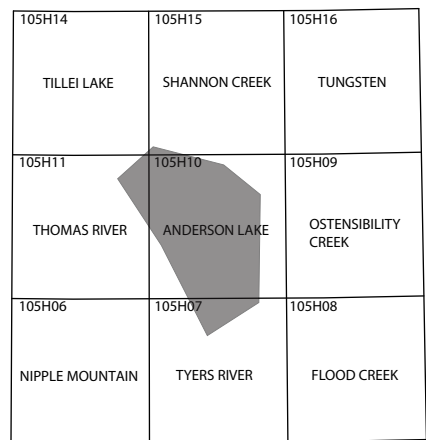 105H14
105H15
105H16
TILLEI LAKE
SHANNON CREEK
TUNGSTEN
105H11
105H10
105H09
THOMAS RIVER
ANDERSON LAKE
OSTENSIBILITY
CREEK
105H06
105H07
105H08
NIPPLE MOUNTAIN
TYERS RIVER
FLOOD CREEK